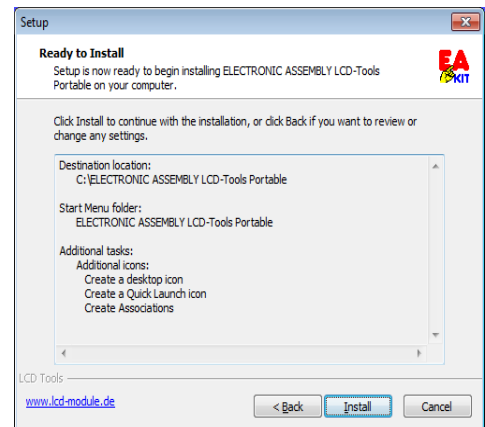 Setup
Ready to Install
Setup is now ready to begin installing ELECTRONIC ASSEMBLY LCD-Tools
Portable on your computer.
EA
KIT
Click Install to continue with the installation, or click Back if you want to review or
change any settings.
Destination location:
C:\ELECTRONIC ASSEMBLY LCD-Tools Portable
Start Menu folder:
ELECTRONIC ASSEMBLY LCD-Tools Portable
Additional tasks:
Additional icons:
Create a desktop icon
Create a Quick Launch icon
Create Associations
LCD Tools
www.lcd-module.de
< Back
Install
Cancel